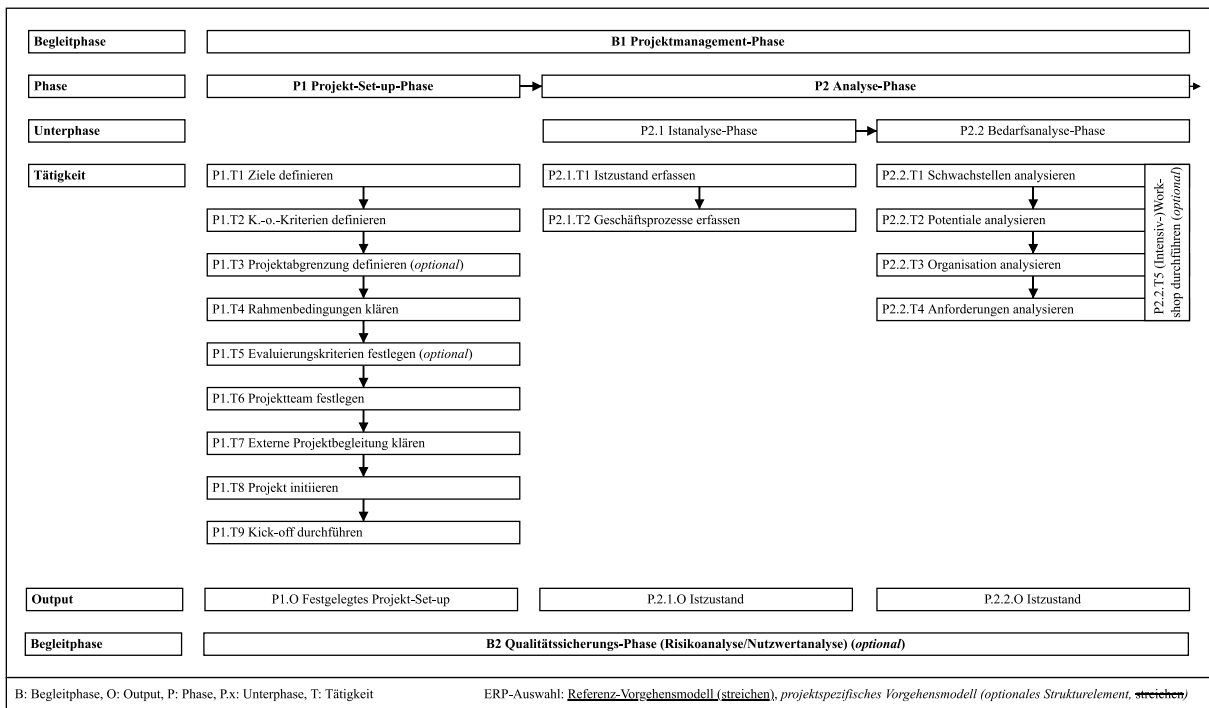 Begleitphase
B1 Projektmanagement-Phase
Phase
P1 Projekt-Set-up-Phase
P2 Analyse-Phase
Unterphase
P2.1 Istanalyse-Phase
P2.2 Bedarfsanalyse-Phase
Tätigkeit
P1.T1 Ziele definieren
P1.T2 K.-o.-Kriterien definieren
P1.T3 Projektabgrenzung definieren (optional)
P1.T4 Rahmenbedingungen klären
P1.T5 Evaluierungskriterien festlegen (optional)
P1.T6 Projektteam festlegen
P1.T7 Externe Projektbegleitung klären
P1.T8 Projekt initiieren
P1.T9 Kick-off durchführen
P2.1.T1 Istzustand erfassen
P2.1.T2 Geschäftsprozesse erfassen
P2.2.T1 Schwachstellen analysieren
P2.2.T2 Potentiale analysieren
P2.2.T3 Organisation analysieren
P2.2.T4 Anforderungen analysieren
P2.2.T5 (Intensiv-)Work-
shop durchführen (optional)
Output
P1.O Festgelegtes Projekt-Set-up
P.2.1.O Istzustand
P.2.2.O Istzustand
Begleitphase
B2 Qualitätssicherungs-Phase (Risikoanalyse/Nutzwertanalyse) (optional)
B: Begleitphase, O: Output, P: Phase, P.x: Unterphase, T: Tätigkeit
ERP-Auswahl: Referenz-Vorgehensmodell (streichen), projektspezifisches Vorgehensmodell (optionales Strukturelement, streichen)